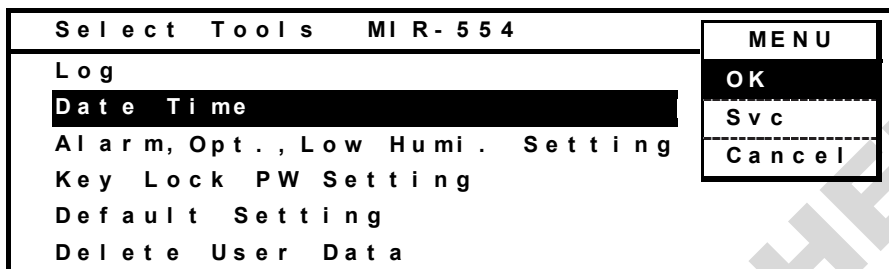 Select Tools MIR-554
MENU
Log
OK
Date Time
Svc
Alarm, Opt., Low Humi. Setting
Cancel
Key Lock PW Setting
Default Setting
Delete User Data